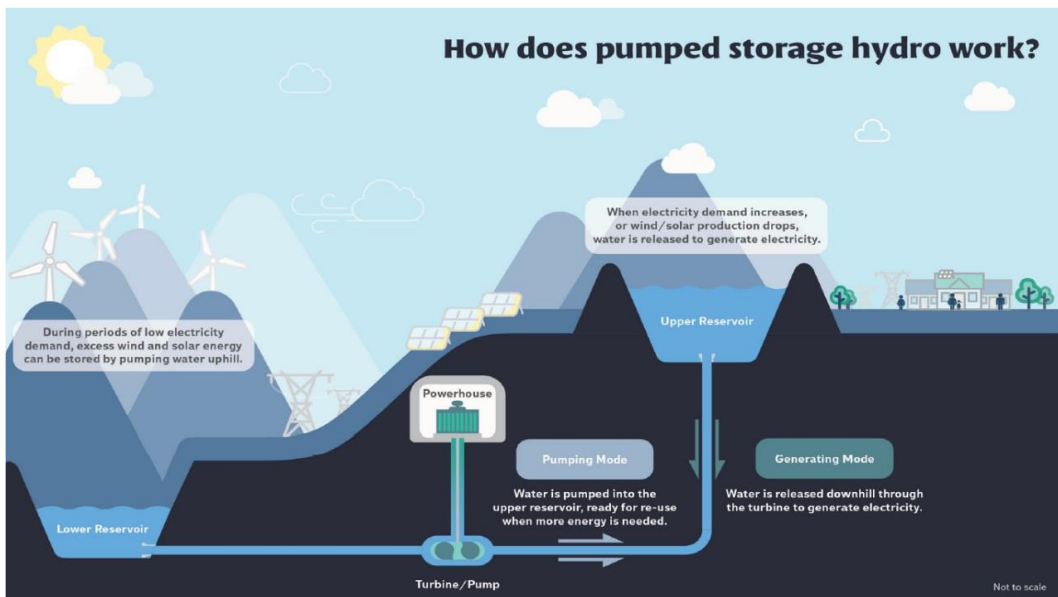 How does pumped storage hydro work?
When electricity demand increases,
or wind/solar production drops,
water is released to generate electricity.
During periods of low electricity
demand, excess wind and solar energy
can be stored by pumping water uphill.
Upper Reservoir
Powerhouse
Pumping Mode
Water is pumped into the
upper reservoir, ready for re-use
when more energy is needed.
Generating Mode
Water is released downhill through
the turbine to generate electricity.
Lower Reservoir
Turbine/Pump
Not to scale